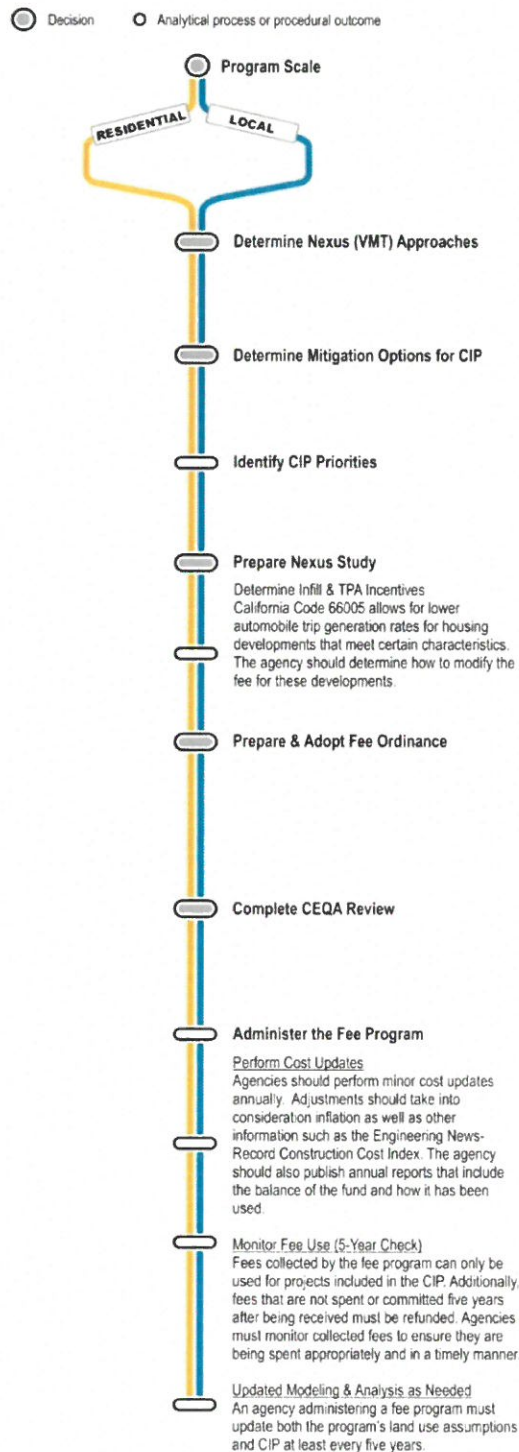 Decision
Analytical process or procedural outcome
Program Scale
RESIDENTIAL
LOCAL
Determine Nexus (VMT) Approaches
Determine Mitigation Options for CIP
Identify CIP Priorities
Prepare Nexus Study
Determine Infill & TPA Incentives
California Code 66005 allows for lower
automobile trip generation rates for housing
developments that meet certain characteristics.
The agency should determine how to modify the
fee for these developments.
Prepare & Adopt Fee Ordinance
Complete CEQA Review
Administer the Fee Program
Perform Cost Updates
Agencies should perform minor cost updates
annually. Adjustments should take into
consideration inflation as well as other
information such as the Engineering News-
Record Construction Cost Index. The agency
should also publish annual reports that include
the balance of the fund and how it has been
used.
Monitor Fee Use (5-Year Check)
Fees collected by the fee program can only be
used for projects included in the CIP. Additionally,
fees that are not spent or committed five years
after being received must be refunded. Agencies
must monitor collected fees to ensure they are
being spent appropriately and in a timely manner
Updated Modeling & Analysis as Needed
An agency administering a fee program must
update both the program's land use assumptions
and CIP at least every five years.